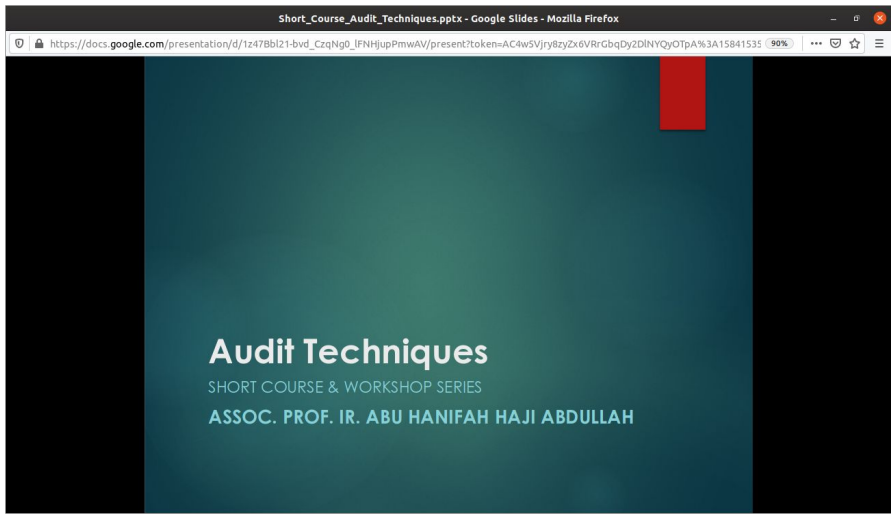 Short_Course_Audit_Techniques.pptx - Google Slides - Mozilla Firefox
https://docs.google.com/presentation/d/1z47Bbl21-bvd_CzqNg0_lFNHjupPmwAV/present?token=AC4wSVjry8zyZx6VRrGbqDy2DlNYQyOTpA%3A15841535 90%
Audit Techniques
SHORT COURSE & WORKSHOP SERIES
ASSOC. PROF. IR. ABU HANIFAH HAJI ABDULLAH